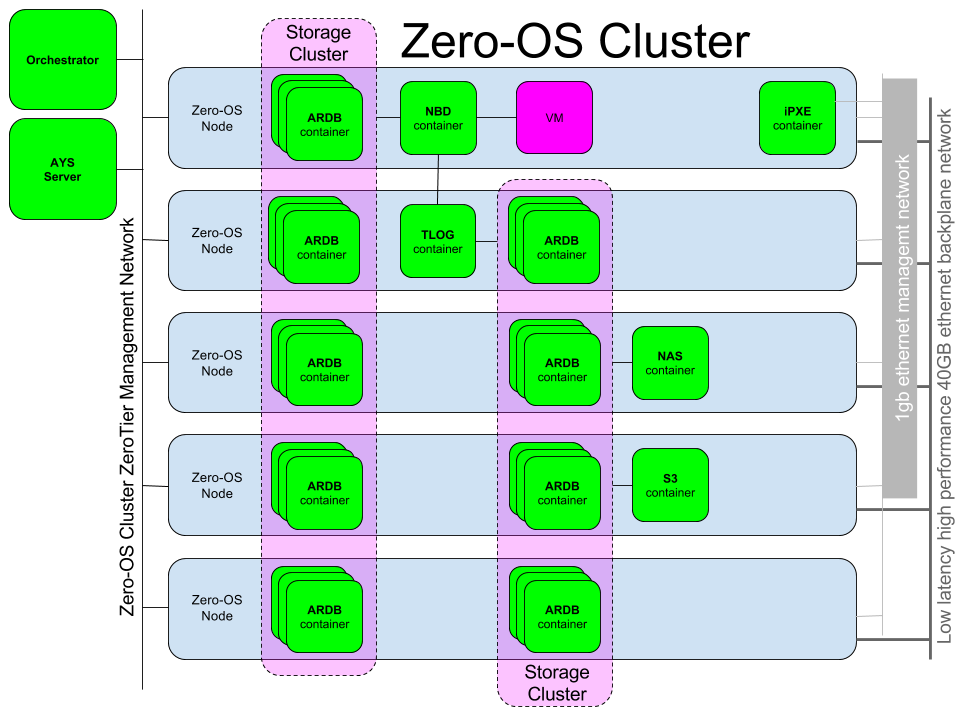 Zero-OS Cluster
Storage
Cluster
Orchestrator
AYS
Server
Zero-OS Cluster ZeroTier Management Network
Zero-OS
Node
ARDB
container
NBD
container
VM
iPXE
container
Zero-OS
Node
ARDB
container
TLOG
container
ARDB
container
Zero-OS
Node
ARDB
container
ARDB
container
NAS
container
Zero-OS
Node
ARDB
container
ARDB
container
S3
container
Zero-OS
Node
ARDB
container
ARDB
container
Storage
Cluster
1gb ethernet managemt network
Low latency high performance 40GB ethernet backplane network